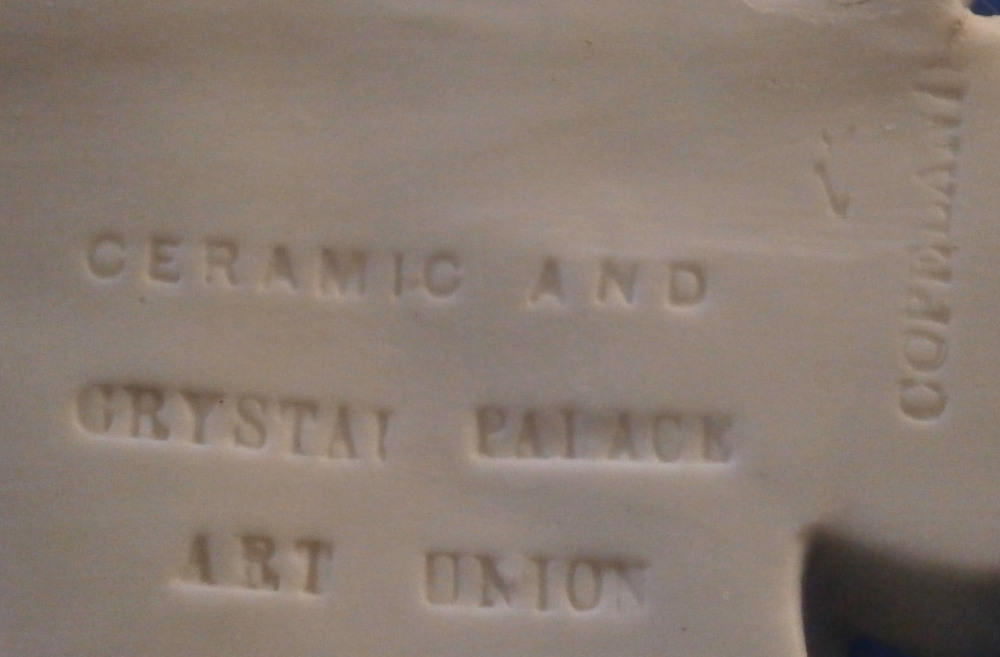 CERAMIC AND
CRYSTAL PALACE
ART UNION
COPELAND